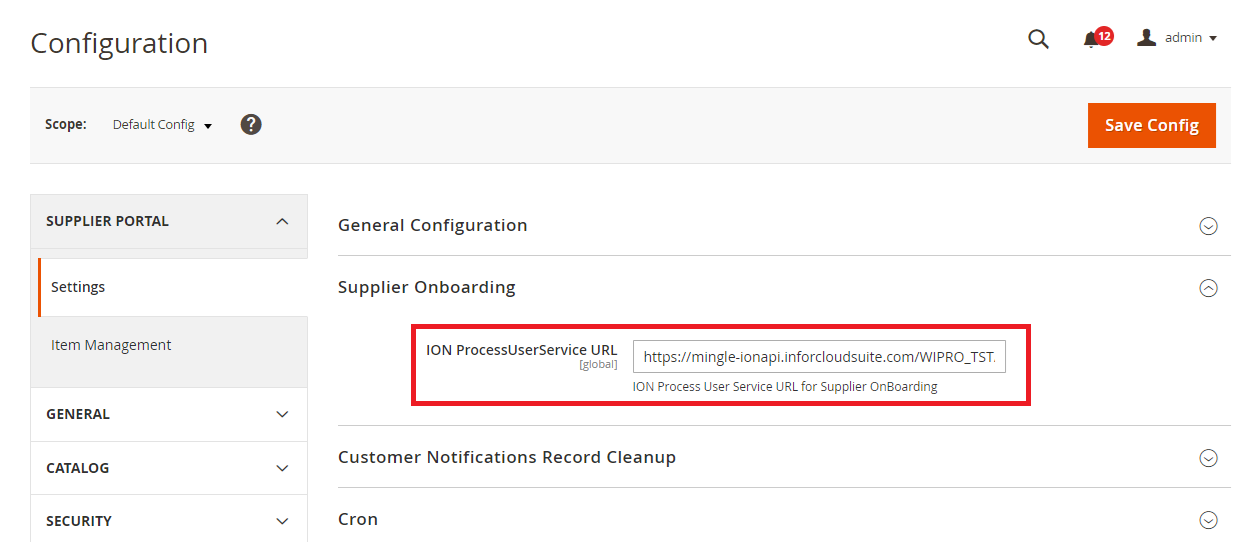 Configuration
12
admin
Scope:
Default Config
?
Save Config
SUPPLIER PORTAL
Settings
Item Management
GENERAL
CATALOG
SECURITY
General Configuration
Supplier Onboarding
ION ProcessUserService URL
[global]
https://mingle-ionapi.inforcloudsuite.com/WIPRO_TST.
ION Process User Service URL for Supplier OnBoarding
Customer Notifications Record Cleanup
Cron